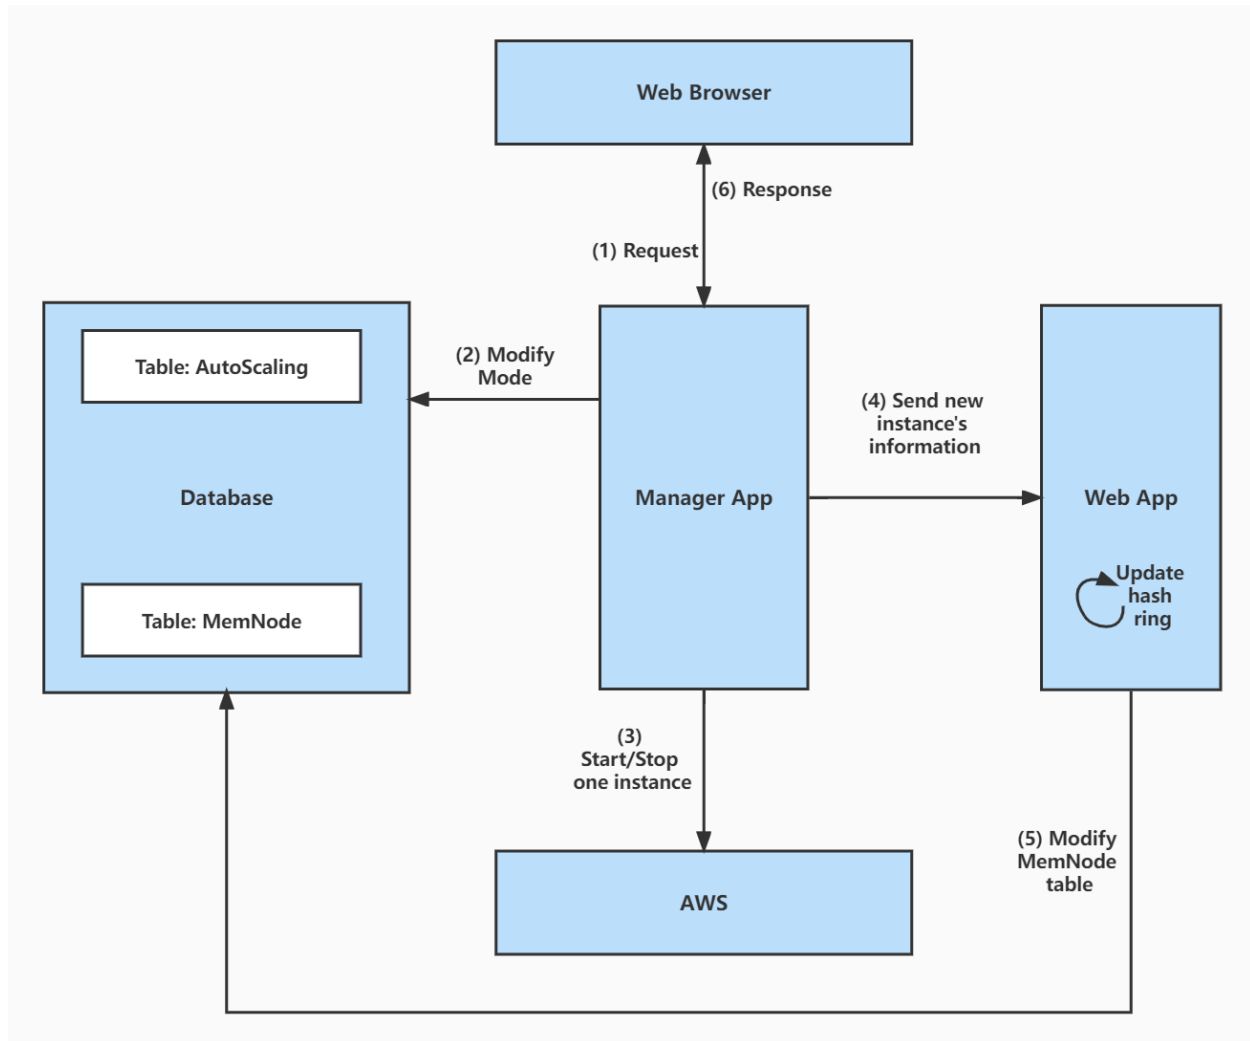 Web Browser
(6) Response
(1) Request
Table: AutoScaling
(2) Modify
Mode
(4) Send new
instance's
information
Database
Manager App
Web App
Update
hash
ring
Table: MemNode
(3)
Start/Stop
one instance
(5) Modify
MemNode
table
AWS